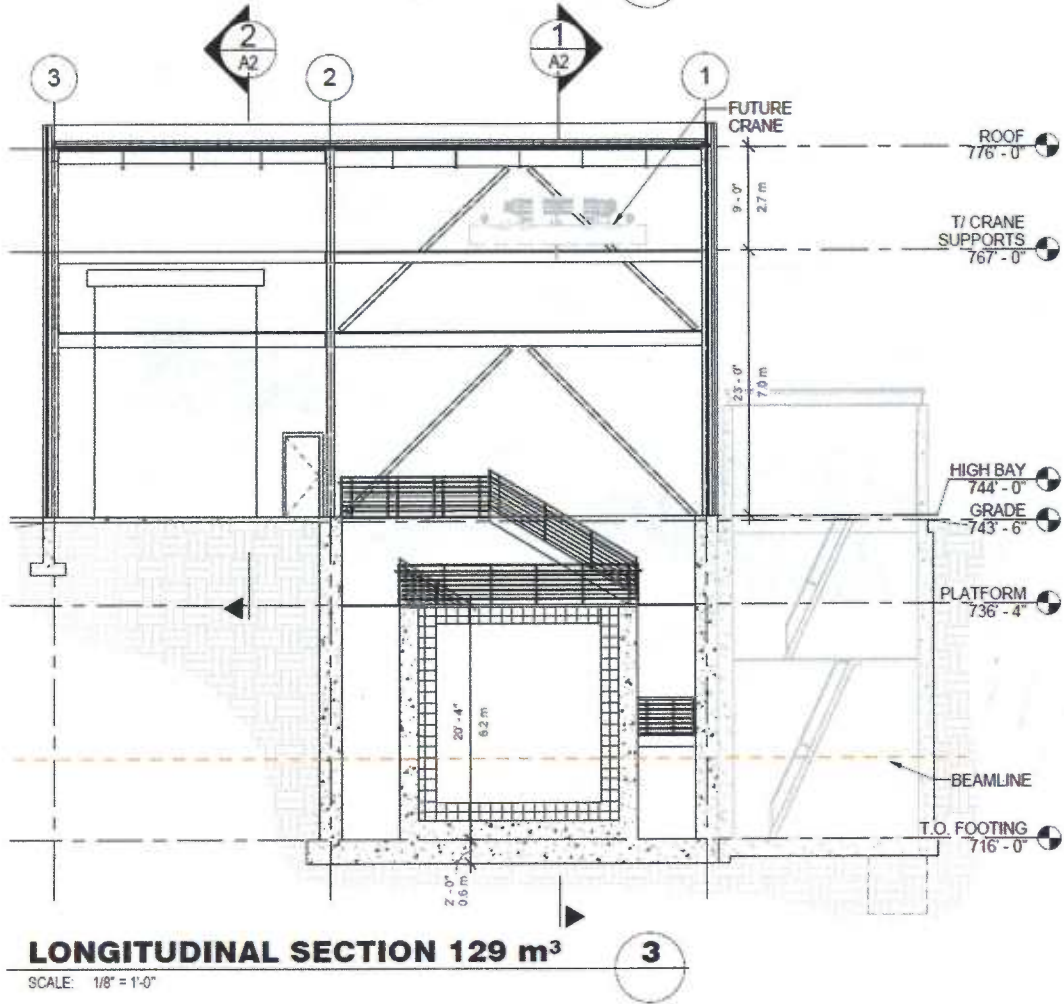 2
A2
1
A2
3
2
1
FUTURE
CRANE
ROOF
776' - 0"
9' - 0"
2.7 m
T/ CRANE
SUPPORTS
767' - 0"
23' - 0"
7.0 m
HIGH BAY
744' - 0"
GRADE
743' - 6"
PLATFORM
736' - 4"
20' - 4"
6.2 m
BEAMLINE
T.O. FOOTING
716' - 0"
2' - 0"
0.6 m
LONGITUDINAL SECTION 129 m³
3
SCALE: 1/8" = 1'-0"